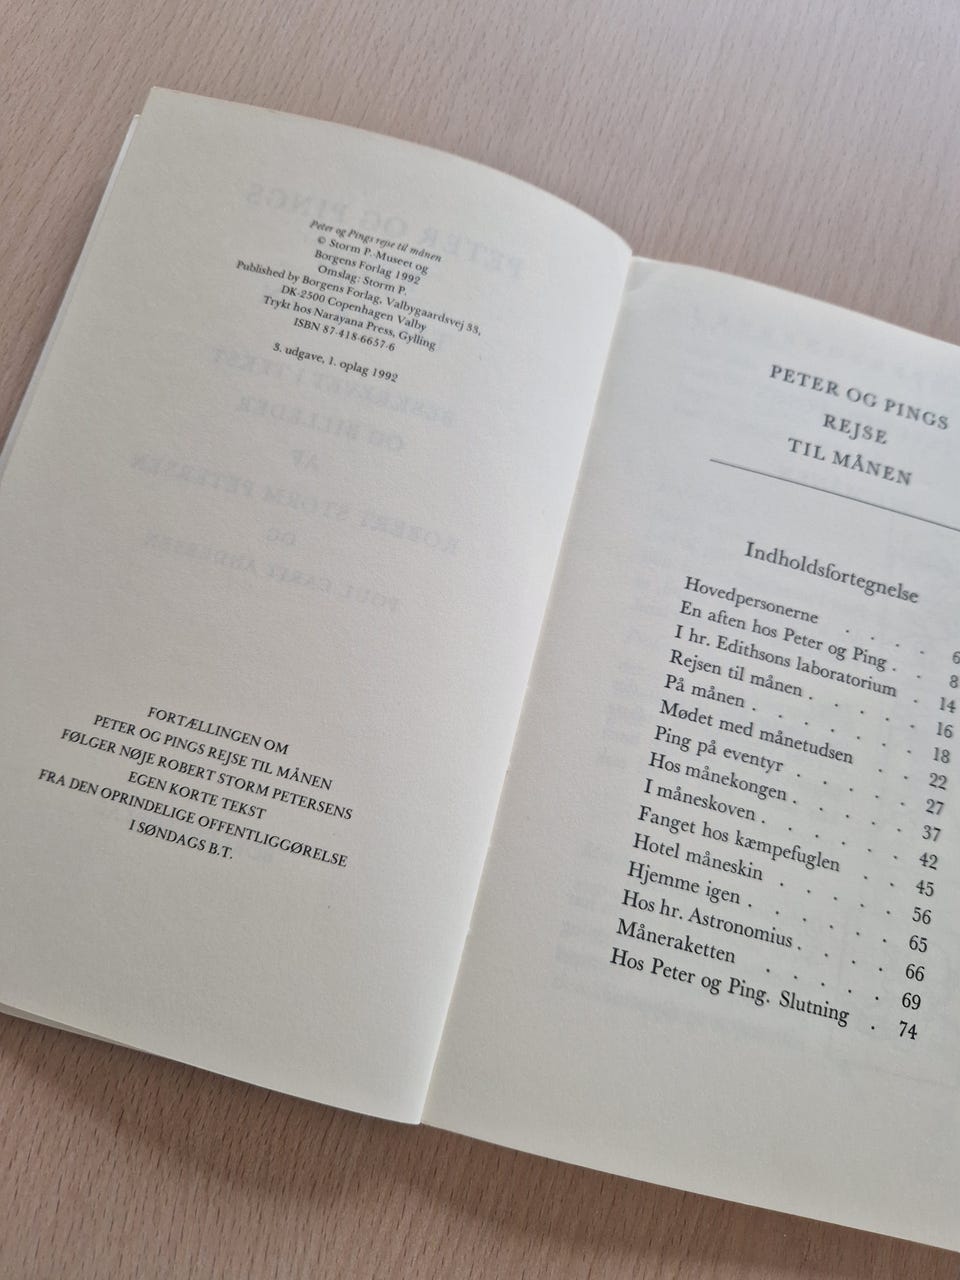 Peter og Pings rejse til månen
© Storm P.-Museet og
Borgens Forlag 1992
Omslag: Storm P.
Published by Borgens Forlag, Valbygaardsvej 33,
DK-2500 Copenhagen Valby
Trykt hos Narayana Press, Gylling
ISBN 87-418-6657-6
3. udgave, 1. oplag 1992
FORTÆLLINGEN OM
PETER OG PINGS REJSE TIL MÅNEN
FØLGER NØJE ROBERT STORM PETERSENS
EGEN KORTE TEKST
FRA DEN OPRINDELIGE OFFENTLIGGØRELSE
I SØNDAGS B.T.
PETER OG PINGS
REJSE
TIL MÅNEN
Indholdsfortegnelse
Hovedpersonerne . . . . 6
En aften hos Peter og Ping . . 8
I hr. Edithsons laboratorium . 14
Rejsen til månen . . . . . 16
På månen . . . . . . . 18
Mødet med månetudsen . . . 22
Ping på eventyr . . . . . 27
Hos månekongen . . . . . 37
I måneskoven . . . . . . 42
Fanget hos kæmpefuglen . . 45
Hotel måneskin . . . . . 56
Hjemme igen . . . . . . 65
Hos hr. Astronomius . . . . 66
Måneraketten . . . . . 69
Hos Peter og Ping. Slutning . 74